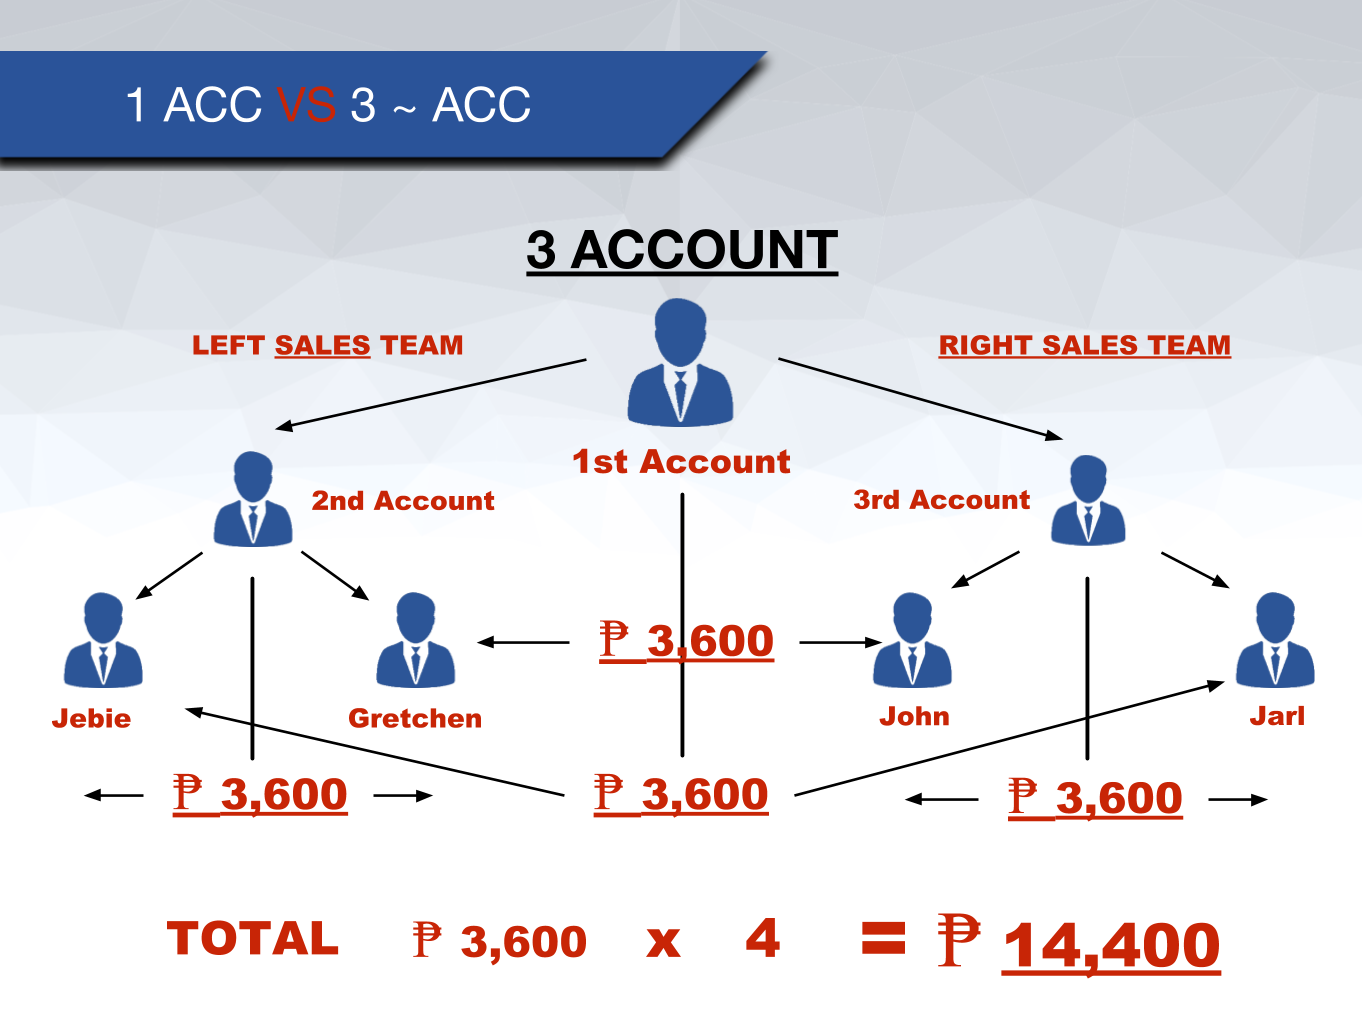 1 ACC VS 3 ~ ACC
3 ACCOUNT
LEFT SALES TEAM
RIGHT SALES TEAM
1st Account
2nd Account
3rd Account
₱ 3,600
Jebie
Gretchen
John
Jarl
₱ 3,600
₱ 3,600
₱ 3,600
TOTAL ₱ 3,600 x 4 = ₱ 14,400